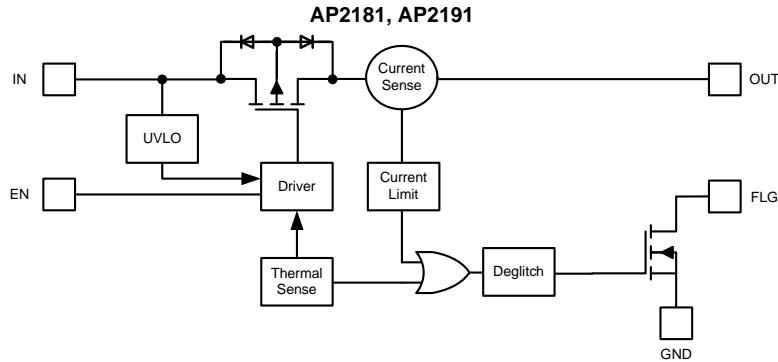 AP2181, AP2191
IN
Current
Sense
OUT
UVLO
EN
Driver
Current
Limit
FLG
Thermal
Sense
Deglitch
GND